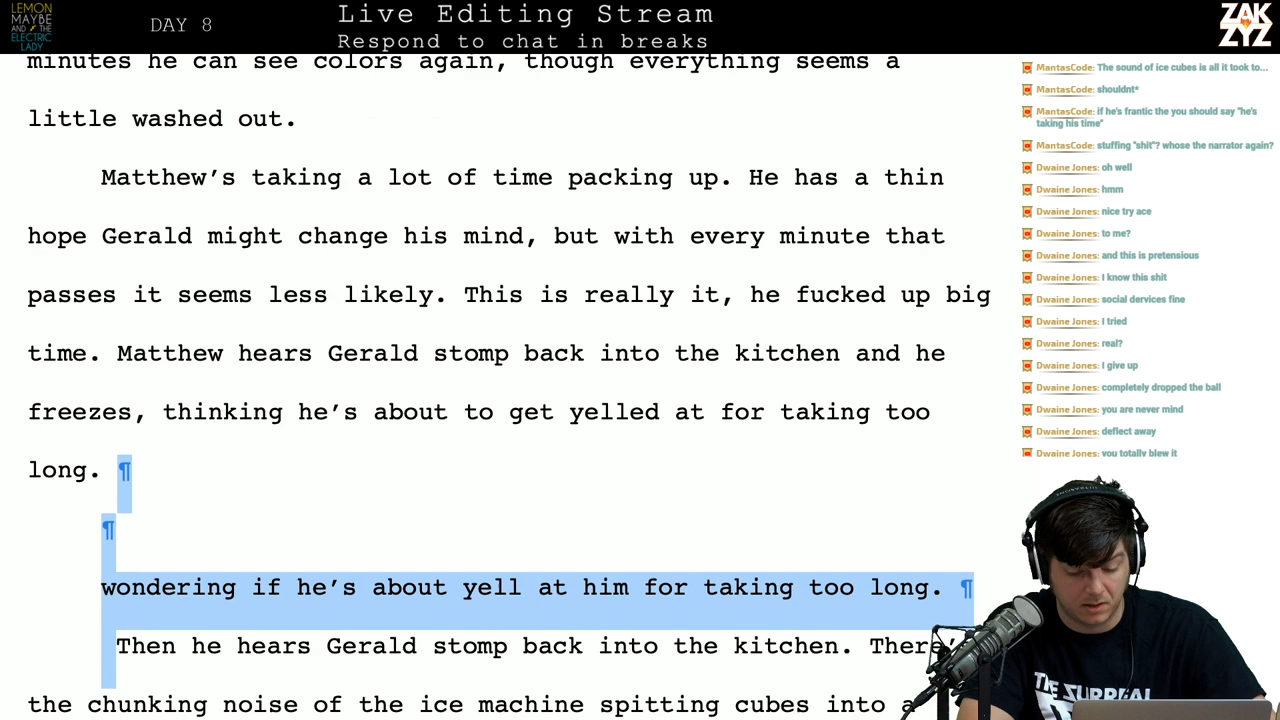 LEMON
MAYBE
AND THE
ELECTRIC
LADY
DAY 8
Live Editing Stream
Respond to chat in breaks
ZAK
ZYZ
minutes he can see colors again, though everything seems a
little washed out.
Matthew’s taking a lot of time packing up. He has a thin
hope Gerald might change his mind, but with every minute that
passes it seems less likely. This is really it, he fucked up big
time. Matthew hears Gerald stomp back into the kitchen and he
freezes, thinking he’s about to get yelled at for taking too
long. ¶
¶
wondering if he’s about yell at him for taking too long. ¶
Then he hears Gerald stomp back into the kitchen. There’
the chunking noise of the ice machine spitting cubes into a
MantasCode: The sound of ice cubes is all it took to...
MantasCode: shouldnt*
MantasCode: if he's frantic the you should say "he's
taking his time"
MantasCode: stuffing "shit"? whose the narrator again?
Dwaine Jones: oh well
Dwaine Jones: hmm
Dwaine Jones: nice try ace
Dwaine Jones: to me?
Dwaine Jones: and this is pretensious
Dwaine Jones: I know this shit
Dwaine Jones: social dervices fine
Dwaine Jones: I tried
Dwaine Jones: real?
Dwaine Jones: I give up
Dwaine Jones: completely dropped the ball
Dwaine Jones: you are never mind
Dwaine Jones: deflect away
Dwaine Jones: you totally blew it
THE SURREAL